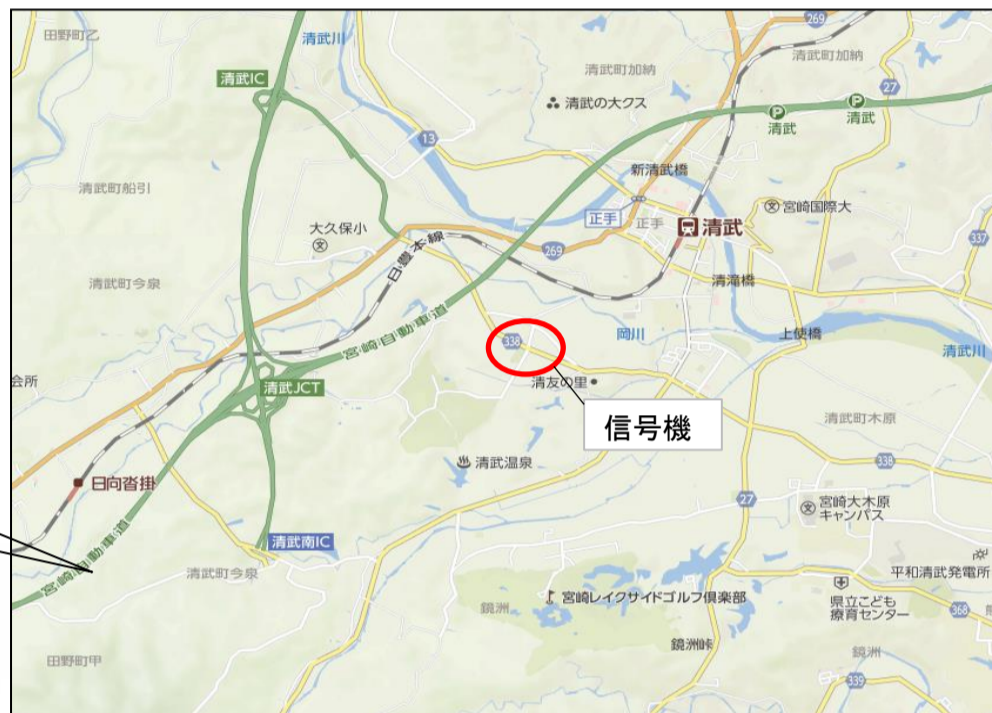 田野町乙
清武川
269
清武町加納
清武町加納
清武IC
27
清武の大クス
P
清武
P
清武
13
新清武橋
清武町船引
正手
正手
清武
宮崎国際大
大久保小
日豊本線
269
337
清武町今泉
清滝橋
宮崎自動車道
岡川
上使橋
清武川
338
会所
清武JCT
清友の里
信号機
清武町木原
清武温泉
338
日向沓掛
27
宮崎大木原
キャンパス
清武南IC
宮崎自動車道
清武町今泉
平和清武発電所
宮崎レイクサイドゴルフ倶楽部
県立こども
療育センター
鏡洲
368
鏡洲峠
鏡洲
田野町甲
339